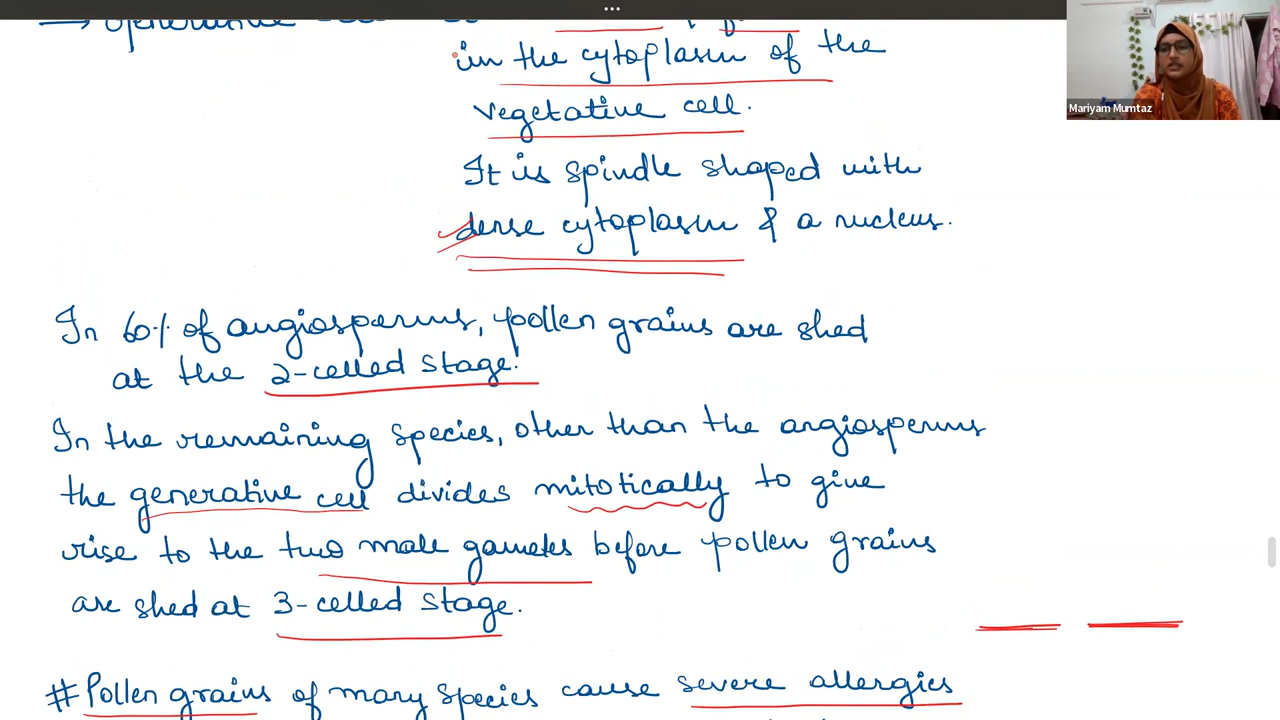 ...
→ Generative cell
in the cytoplasm of the
vegetative cell.
It is spindle shaped with
dense cytoplasm & a nucleus.
In 60% of angiosperms, pollen grains are shed
at the 2-celled stage.
In the remaining species, other than the angiosperms
the generative cell divides mitotically to give
rise to the two male gametes before pollen grains
are shed at 3-celled stage.
# Pollen grains of many species cause severe allergies
Mariyam Mumtaz